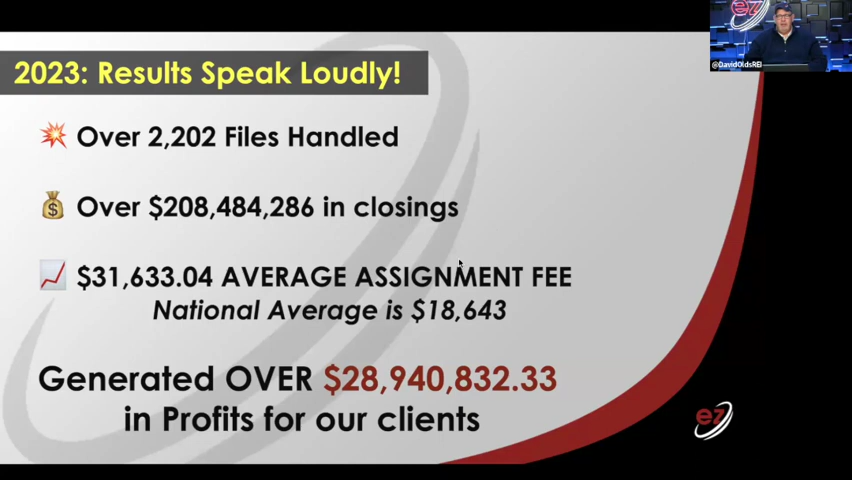 ez
@DavidOldsREI
2023: Results Speak Loudly!
Over 2,202 Files Handled
Over $208,484,286 in closings
$31,633.04 AVERAGE ASSIGNMENT FEE
National Average is $18,643
Generated OVER $28,940,832.33
in Profits for our clients
ez